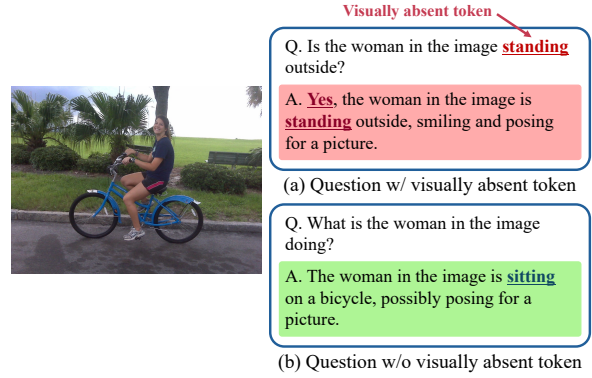 Visually absent token
Q. Is the woman in the image standing
outside?
A. Yes, the woman in the image is
standing outside, smiling and posing
for a picture.
(a) Question w/ visually absent token
Q. What is the woman in the image
doing?
A. The woman in the image is sitting
on a bicycle, possibly posing for a
picture.
(b) Question w/o visually absent token